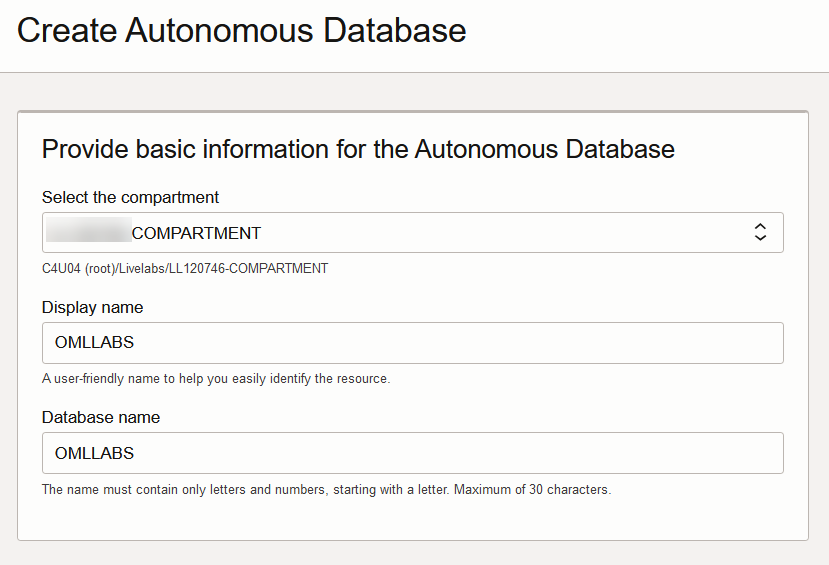 Create Autonomous Database
Provide basic information for the Autonomous Database
Select the compartment
COMPARTMENT
C4U04 (root)/Livelabs/LL120746-COMPARTMENT
Display name
OMLLABS
A user-friendly name to help you easily identify the resource.
Database name
OMLLABS
The name must contain only letters and numbers, starting with a letter. Maximum of 30 characters.